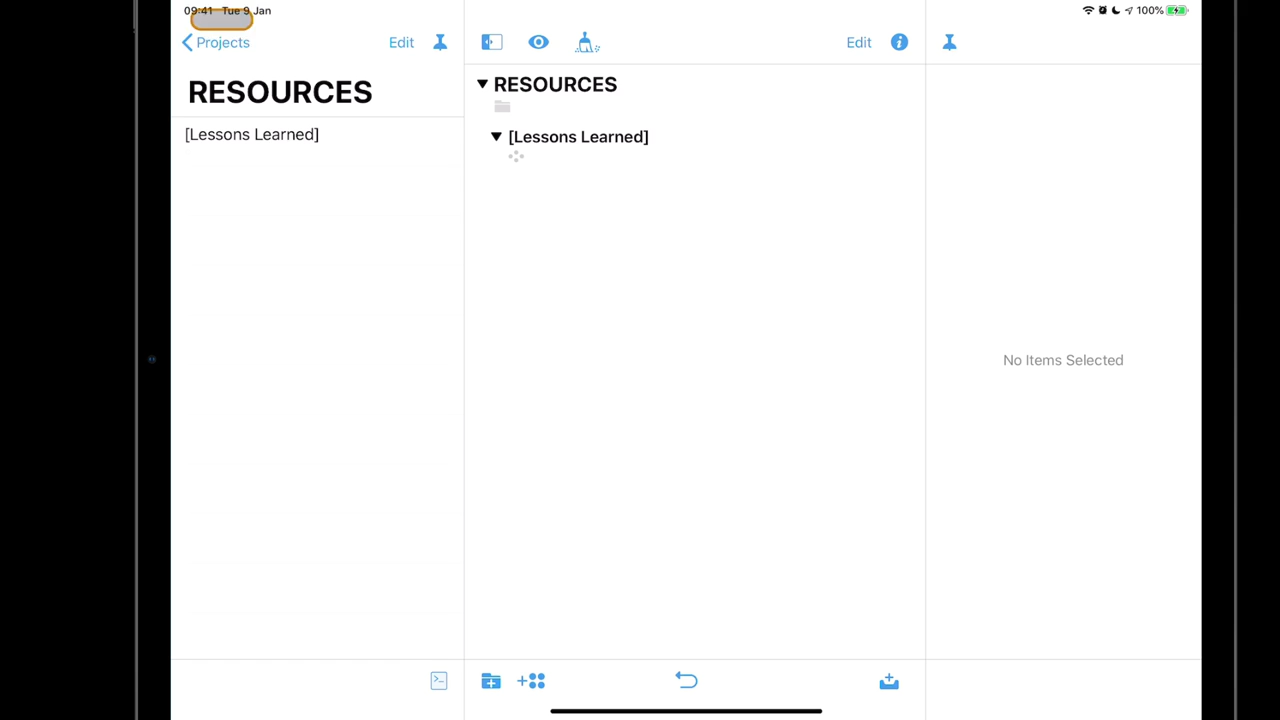 09:41 Tue 9 Jan
100%
Projects
Edit
Edit
RESOURCES
[Lessons Learned]
RESOURCES
[Lessons Learned]
No Items Selected